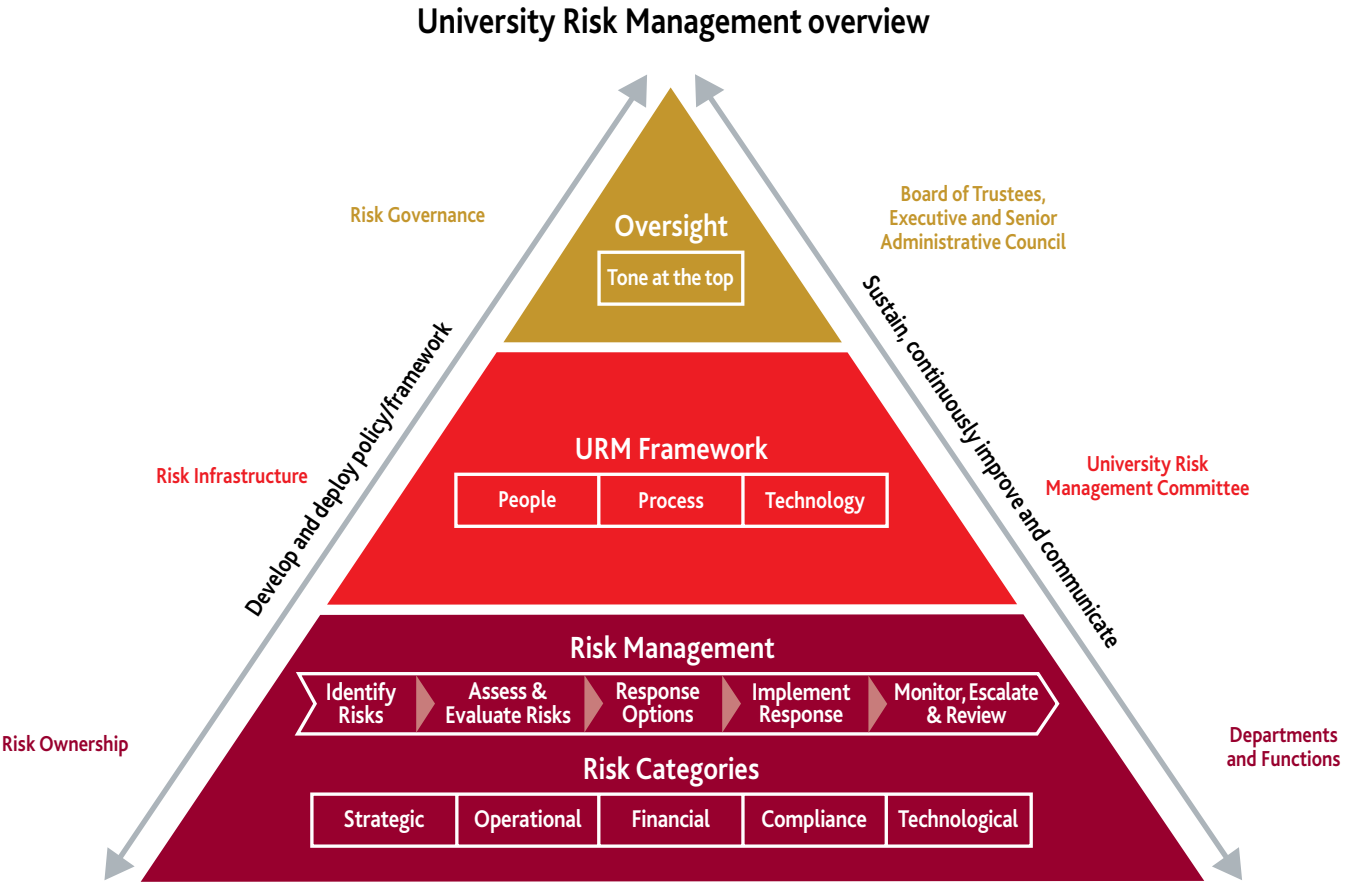 University Risk Management overview
Risk Governance
Oversight
Tone at the top
Board of Trustees,
Executive and Senior
Administrative Council
Develop and deploy policy/framework
Sustain, continuously improve and communicate
Risk Infrastructure
URM Framework
People
Process
Technology
University Risk
Management Committee
Risk Ownership
Risk Management
Identify
Risks
Assess &
Evaluate Risks
Response
Options
Implement
Response
Monitor, Escalate
& Review
Departments
and Functions
Risk Categories
Strategic
Operational
Financial
Compliance
Technological